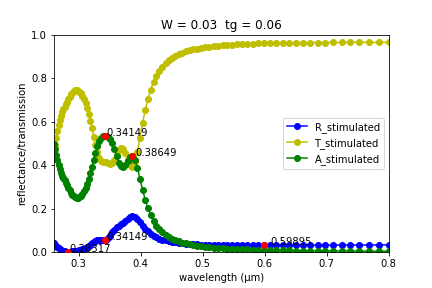 W = 0.03  tg = 0.06
reflectance/transmission
1.0
0.8
0.6
0.4
0.2
0.0
0.34149
0.38649
0.34149
0.59895
R_stimulated
T_stimulated
A_stimulated
0.3
0.4
0.5
0.6
0.7
0.8
wavelength (μm)